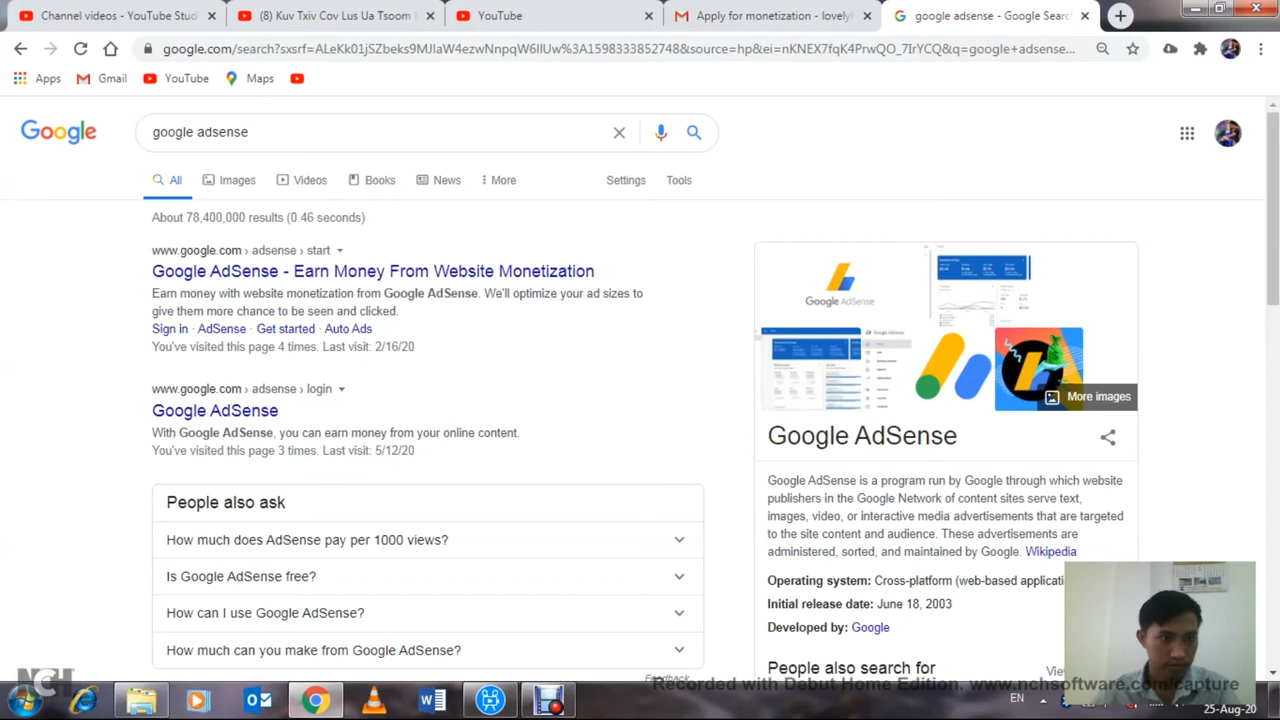 Channel videos - YouTube Stud
(8) Kuv Txiv Cov Lus Ua Tsoom
YouTube
Apply for monetization - lovelyb
google adsense - Google Search
google.com/search?sxsrf=ALeKk01jSZbeks9MJIaW4ezwNnpqW6lIUw%3A1598333852748&source=hp&ei=nKNEX7fqK4PrwQO_7IrYCQ&q=google+adsense...
Apps
Gmail
YouTube
Maps
Google
google adsense
All
Images
Videos
Books
News
More
Settings
Tools
About 78,400,000 results (0.46 seconds)
www.google.com › adsense › start
Google AdSense - Earn Money From Website Monetization
Earn money with website monetization from Google AdSense. We'll optimize your ad sizes to
give them more chance to be seen and clicked.
Sign in · AdSense · Get started · Auto Ads
You've visited this page 4 times. Last visit: 2/16/20
www.google.com › adsense › login
Google AdSense
With Google AdSense, you can earn money from your online content.
You've visited this page 3 times. Last visit: 5/12/20
People also ask
How much does AdSense pay per 1000 views?
Is Google AdSense free?
How can I use Google AdSense?
How much can you make from Google AdSense?
Feedback
Google AdSense
Google AdSense
More images
Google AdSense
Google AdSense is a program run by Google through which website
publishers in the Google Network of content sites serve text,
images, video, or interactive media advertisements that are targeted
to the site content and audience. These advertisements are
administered, sorted, and maintained by Google. Wikipedia
Operating system: Cross-platform (web-based applicati
Initial release date: June 18, 2003
Developed by: Google
People also search for
Vie
NCH
Recorded with Debut Home Edition. www.nchsoftware.com/capture
EN
25-Aug-20